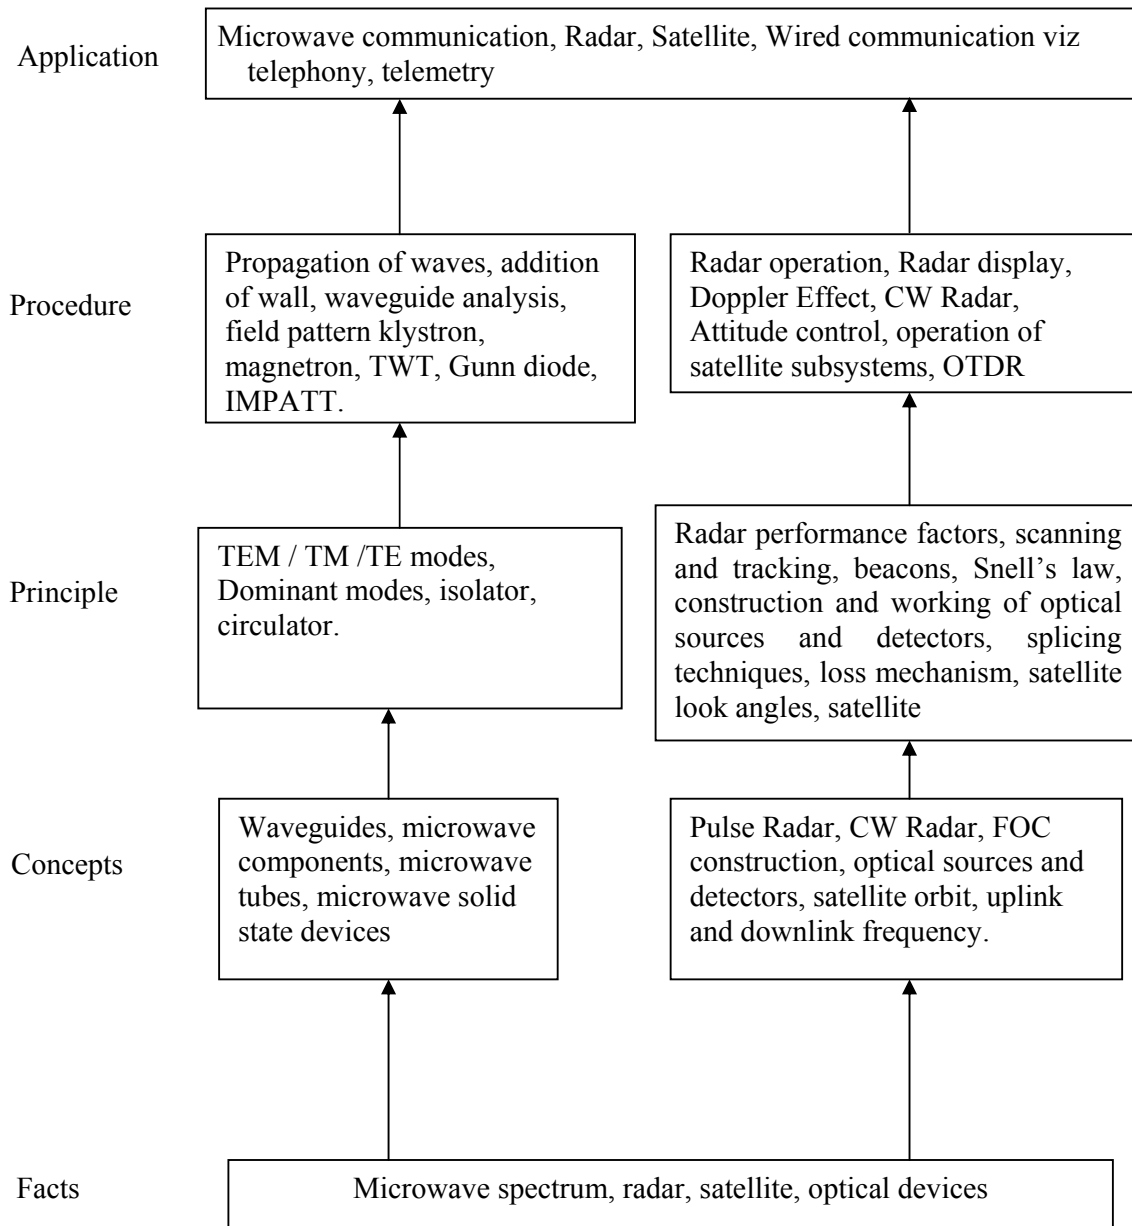 Application
Microwave communication, Radar, Satellite, Wired communication viz
telephony, telemetry
Procedure
Propagation of waves, addition
of wall, waveguide analysis,
field pattern klystron,
magnetron, TWT, Gunn diode,
IMPATT.
Radar operation, Radar display,
Doppler Effect, CW Radar,
Attitude control, operation of
satellite subsystems, OTDR
Principle
TEM / TM /TE modes,
Dominant modes, isolator,
circulator.
Radar performance factors, scanning
and tracking, beacons, Snell’s law,
construction and working of optical
sources and detectors, splicing
techniques, loss mechanism, satellite
look angles, satellite
Concepts
Waveguides, microwave
components, microwave
tubes, microwave solid
state devices
Pulse Radar, CW Radar, FOC
construction, optical sources and
detectors, satellite orbit, uplink
and downlink frequency.
Facts
Microwave spectrum, radar, satellite, optical devices